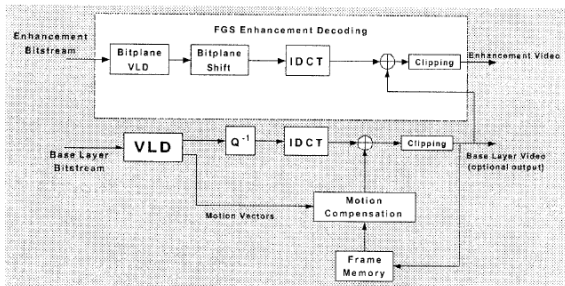 FGS Enhancement Decoding
Enhancement
Bitstream
Bitplane
VLD
Bitplane
Shift
IDCT
Clipping
Enhancement Video
Base Layer
Bitstream
VLD
Q⁻¹
IDCT
Clipping
Base Layer Video
(optional output)
Motion Vectors
Motion
Compensation
Frame
Memory